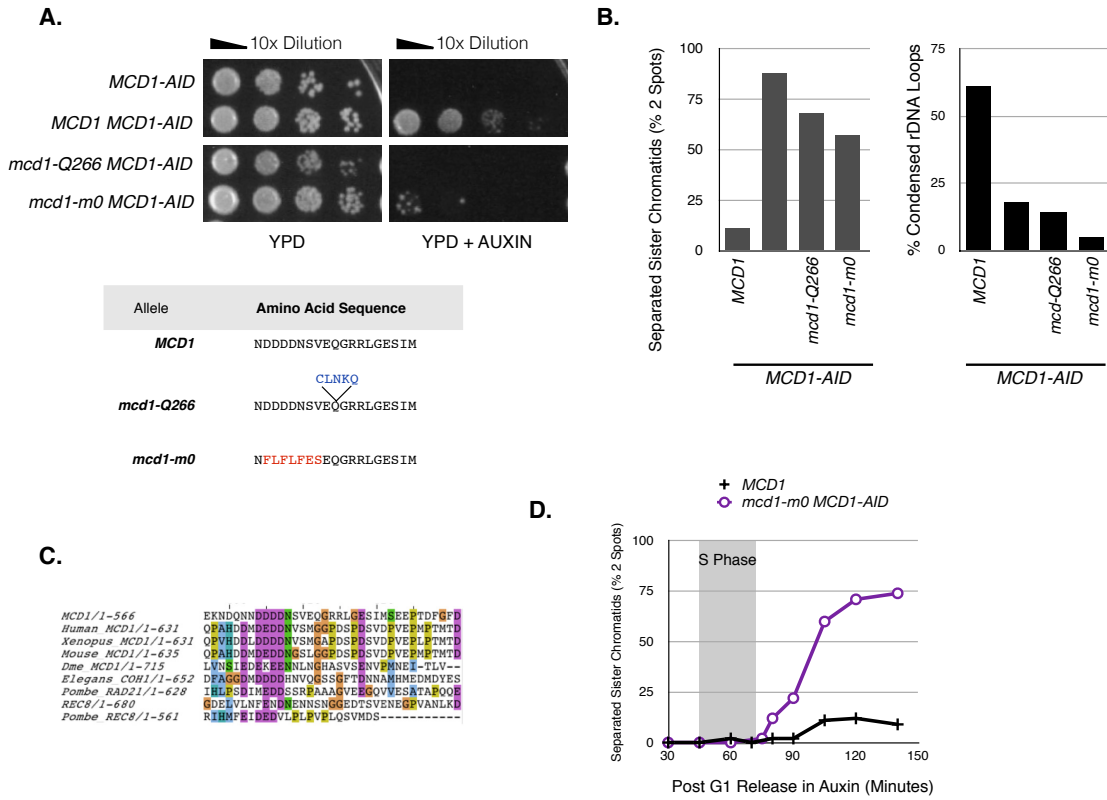 A.
10x Dilution 10x Dilution
MCD1-AID
MCD1 MCD1-AID
mcd1-Q266 MCD1-AID
mcd1-m0 MCD1-AID
YPD YPD + AUXIN
Allele Amino Acid Sequence
MCD1 NDDDDNSVEQGRRLGESIM
CLNKQ
mcd1-Q266 NDDDDNSVEQGRRLGESIM
mcd1-m0 NFLFLFESEQGRRLGESIM
B.
Separated Sister Chromatids (% 2 Spots)
100
75
50
25
0
MCD1
mcd1-Q266
mcd1-m0
MCD1-AID
% Condensed rDNA Loops
75
50
25
0
MCD1
mcd-Q266
mcd1-m0
MCD1-AID
C.
MCD1/1-566 EKNDQNNDDDDNSVEQGRRLGESIMSEEPTDFGFD
Human MCD1/1-631 QPAHDDMDEDDNVSMGGPDSPDSVDPVEPMPTMTD
Xenopus MCD1/1-631 QPVHDDLDDDDNVSMGAPDSPDSVDPVEPLPTMTD
Mouse MCD1/1-635 QPVHDDMDEDDNGSLGGPDSPDSVDPVEPMPTMTD
Dme MCD1/1-715 LVNSIEDEKEENNLNGHASVSENVPMNEI-TLV--
Elegans COH1/1-652 DFAGGDMDDDDHNVQGSSGFTDNNAMHMEDMDYES
Pombe RAD21/1-628 IHLPSDIMEDDSSRPAAAGVEEGQVVESATAPQQE
REC8/1-680 GDELVLNFENDNENNSNGGEDTSVENEGPVANLKD
Pombe REC8/1-561 RIHMFEIDEDVLPLPVPLQSVMDS-----------
D.
MCD1
mcd1-m0 MCD1-AID
Separated Sister Chromatids (% 2 Spots)
100
75
50
25
0
S Phase
30 60 90 120 150
Post G1 Release in Auxin (Minutes)